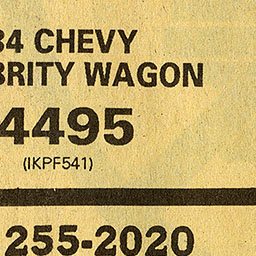 84 CHEVY
BRITY WAGON
4495
(IKPF541)
255-2020